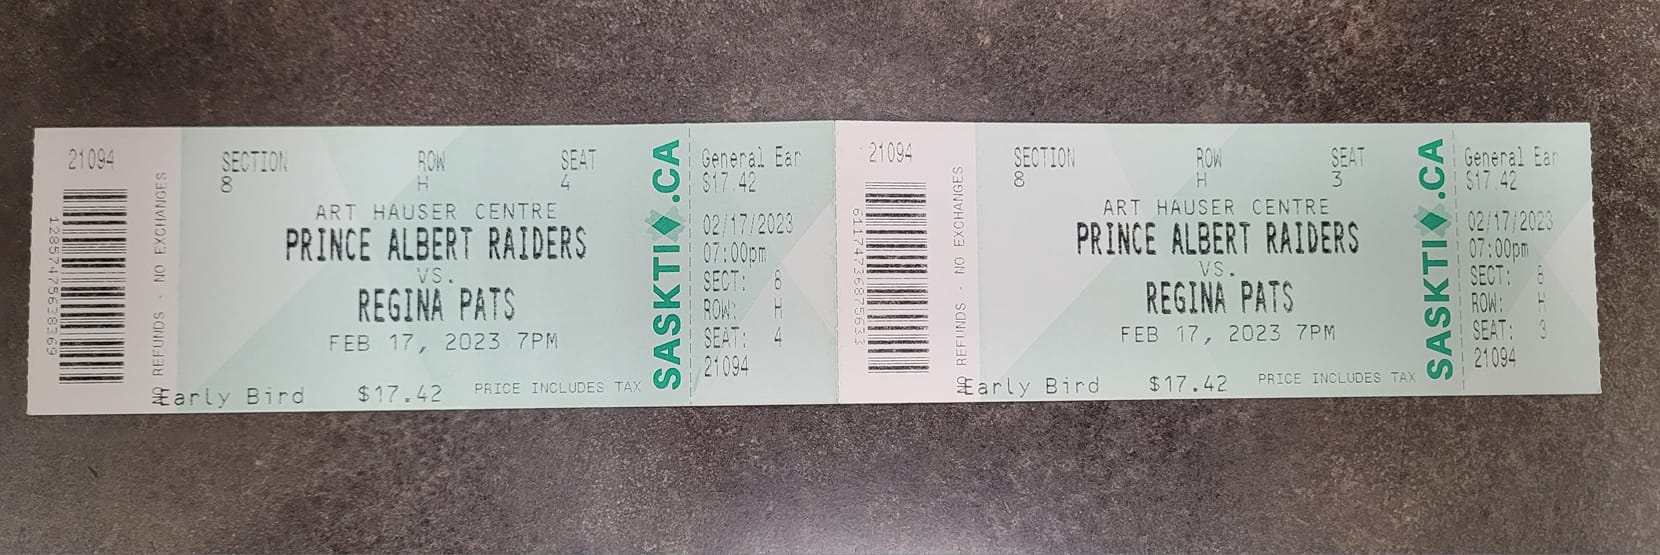 21094
128574756383169
NO REFUNDS - NO EXCHANGES
SECTION ROW SEAT
8 H 4
ART HAUSER CENTRE
PRINCE ALBERT RAIDERS
VS.
REGINA PATS
FEB 17, 2023 7PM
Early Bird $17.42 PRICE INCLUDES TAX
SASKTIX.CA
General Ear
$17.42
02/17/2023
07:00pm
SECT: 8
ROW: H
SEAT: 4
21094
21094
611747368756 3
NO REFUNDS - NO EXCHANGES
SECTION ROW SEAT
8 H 3
ART HAUSER CENTRE
PRINCE ALBERT RAIDERS
VS.
REGINA PATS
FEB 17, 2023 7PM
Early Bird $17.42 PRICE INCLUDES TAX
SASKTIX.CA
General Ear
$17.42
02/17/2023
07:00pm
SECT: 8
ROW: H
SEAT: 3
21094